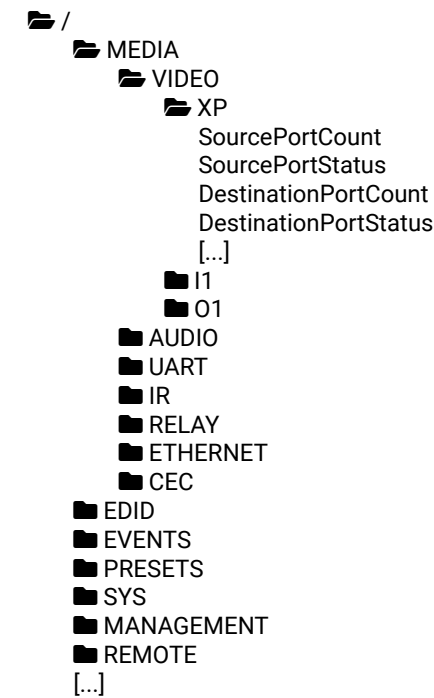 /
MEDIA
VIDEO
XP
SourcePortCount
SourcePortStatus
DestinationPortCount
DestinationPortStatus
[...]
I1
O1
AUDIO
UART
IR
RELAY
ETHERNET
CEC
EDID
EVENTS
PRESETS
SYS
MANAGEMENT
REMOTE
[...]